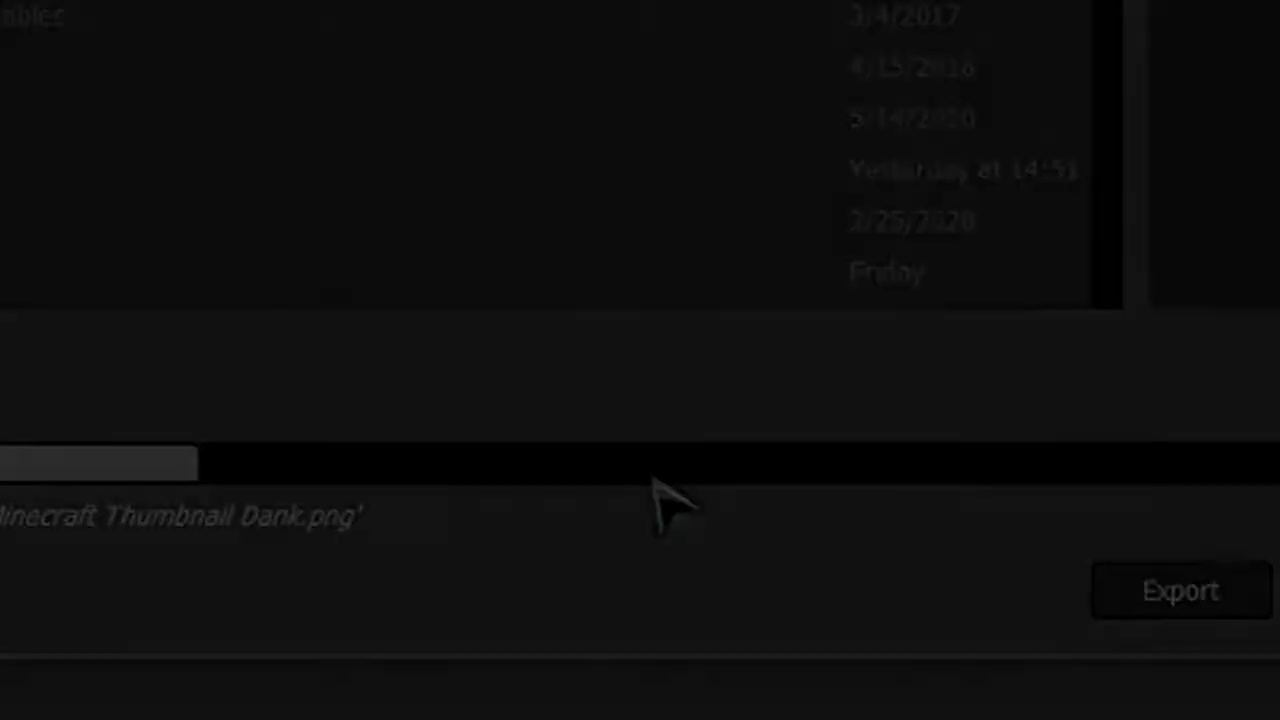 3/4/2017
4/15/2018
5/14/2020
Yesterday at 14:51
2/25/2020
Friday
Minecraft Thumbnail Dank.png'
Export